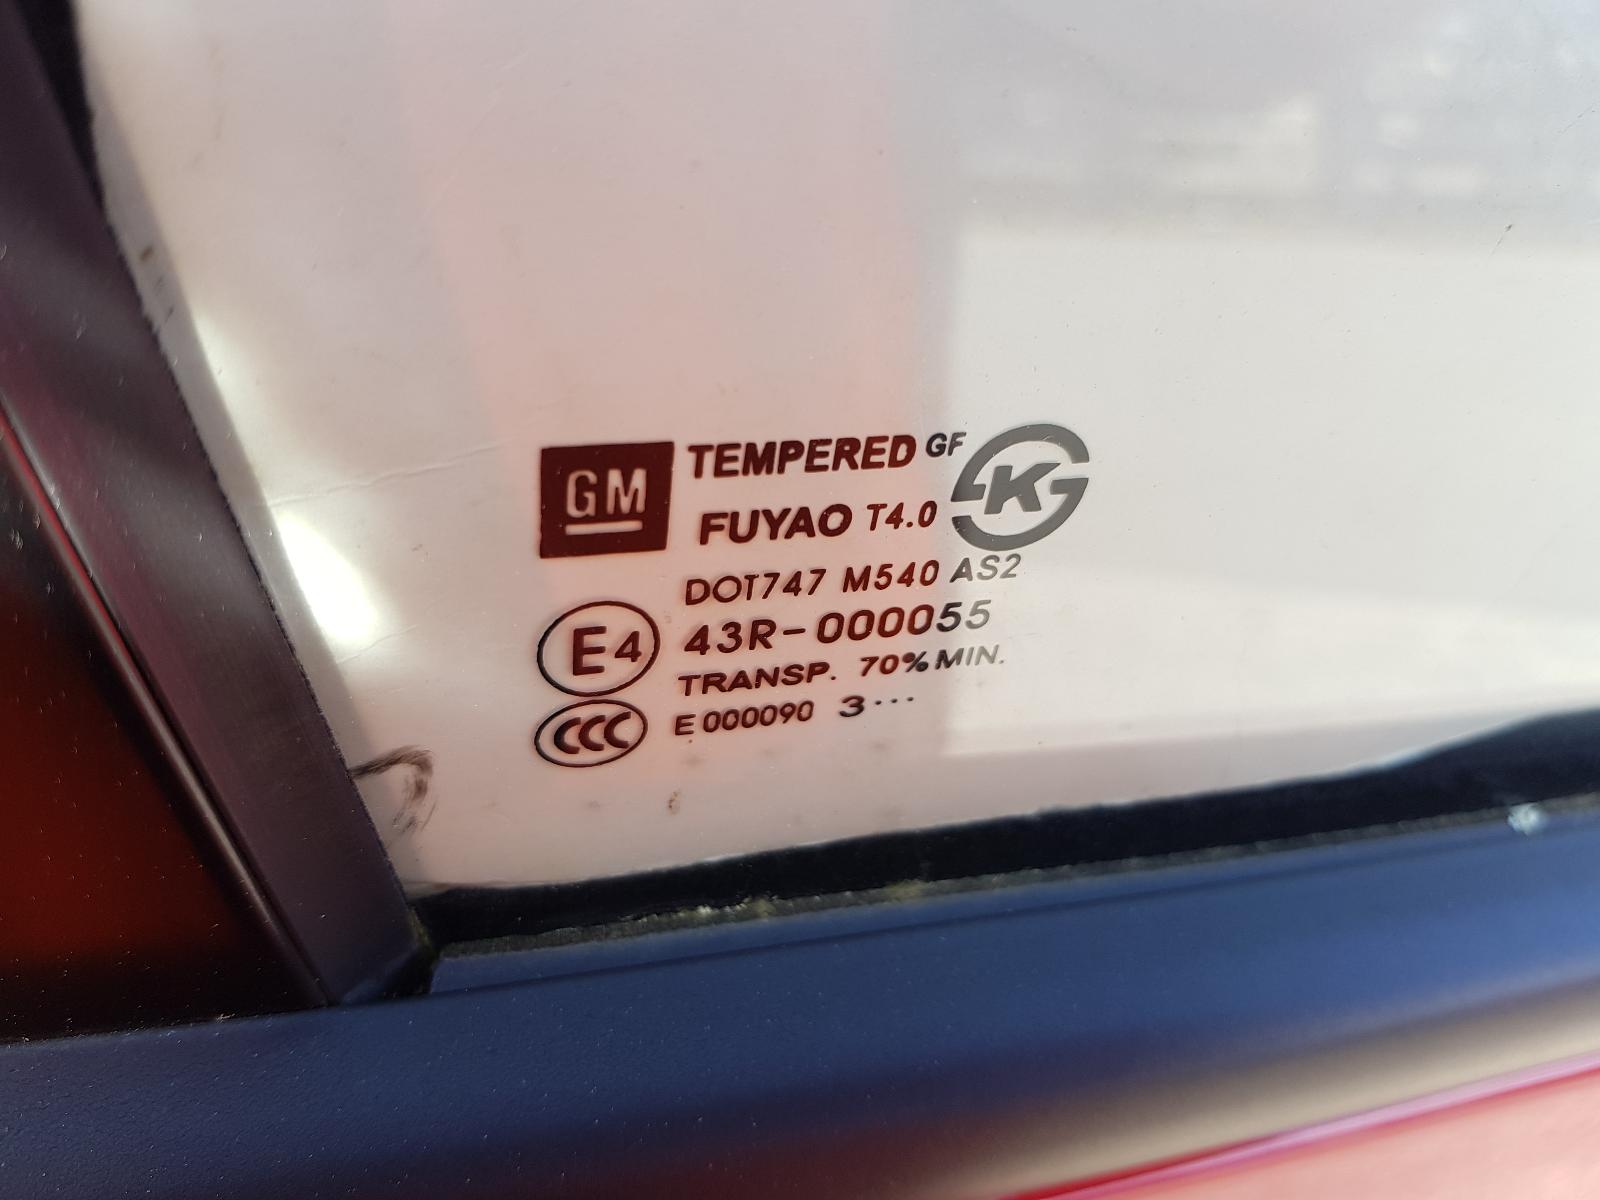 GM TEMPERED GF
FUYAO T4.0
K
DOT747 M540 AS2
E4 43R-000055
TRANSP. 70% MIN.
CCC E000090 3...